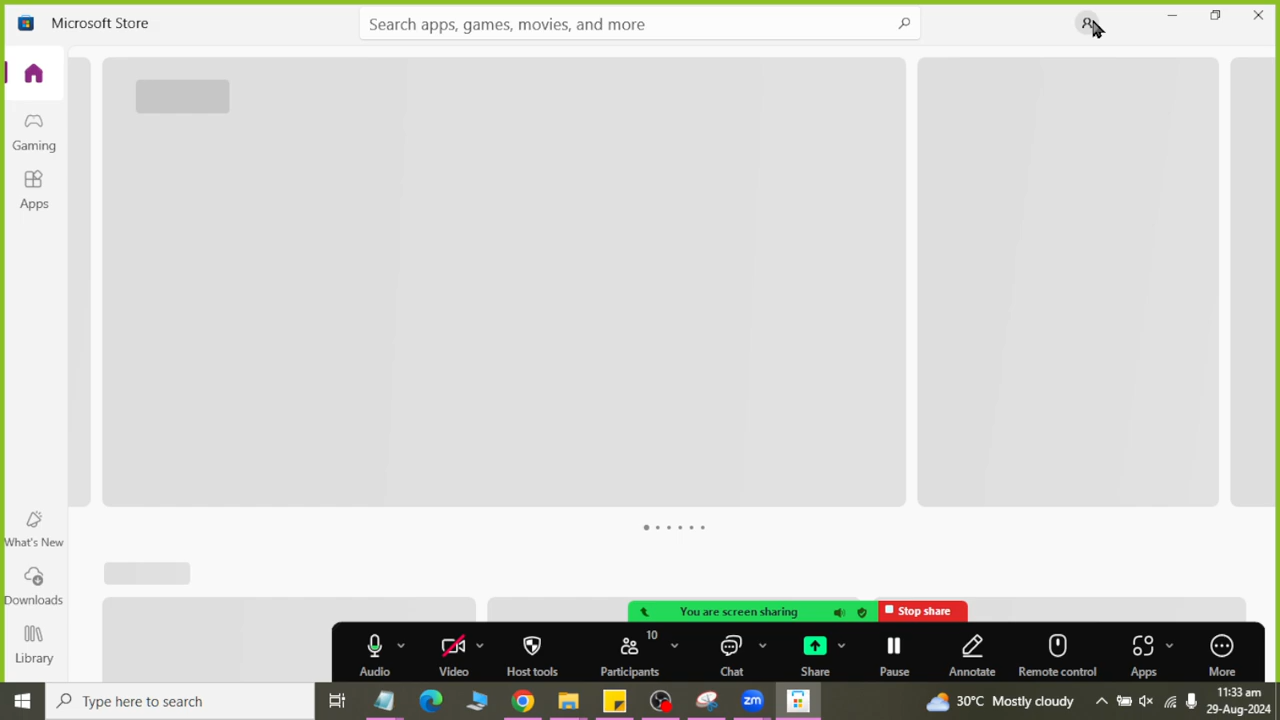 Microsoft Store
Search apps, games, movies, and more
Gaming
Apps
What's New
Downloads
Library
You are screen sharing
Stop share
10
Audio
Video
Host tools
Participants
Chat
Share
Pause
Annotate
Remote control
Apps
More
Type here to search
zm
30°C Mostly cloudy
11:33 am
29-Aug-2024